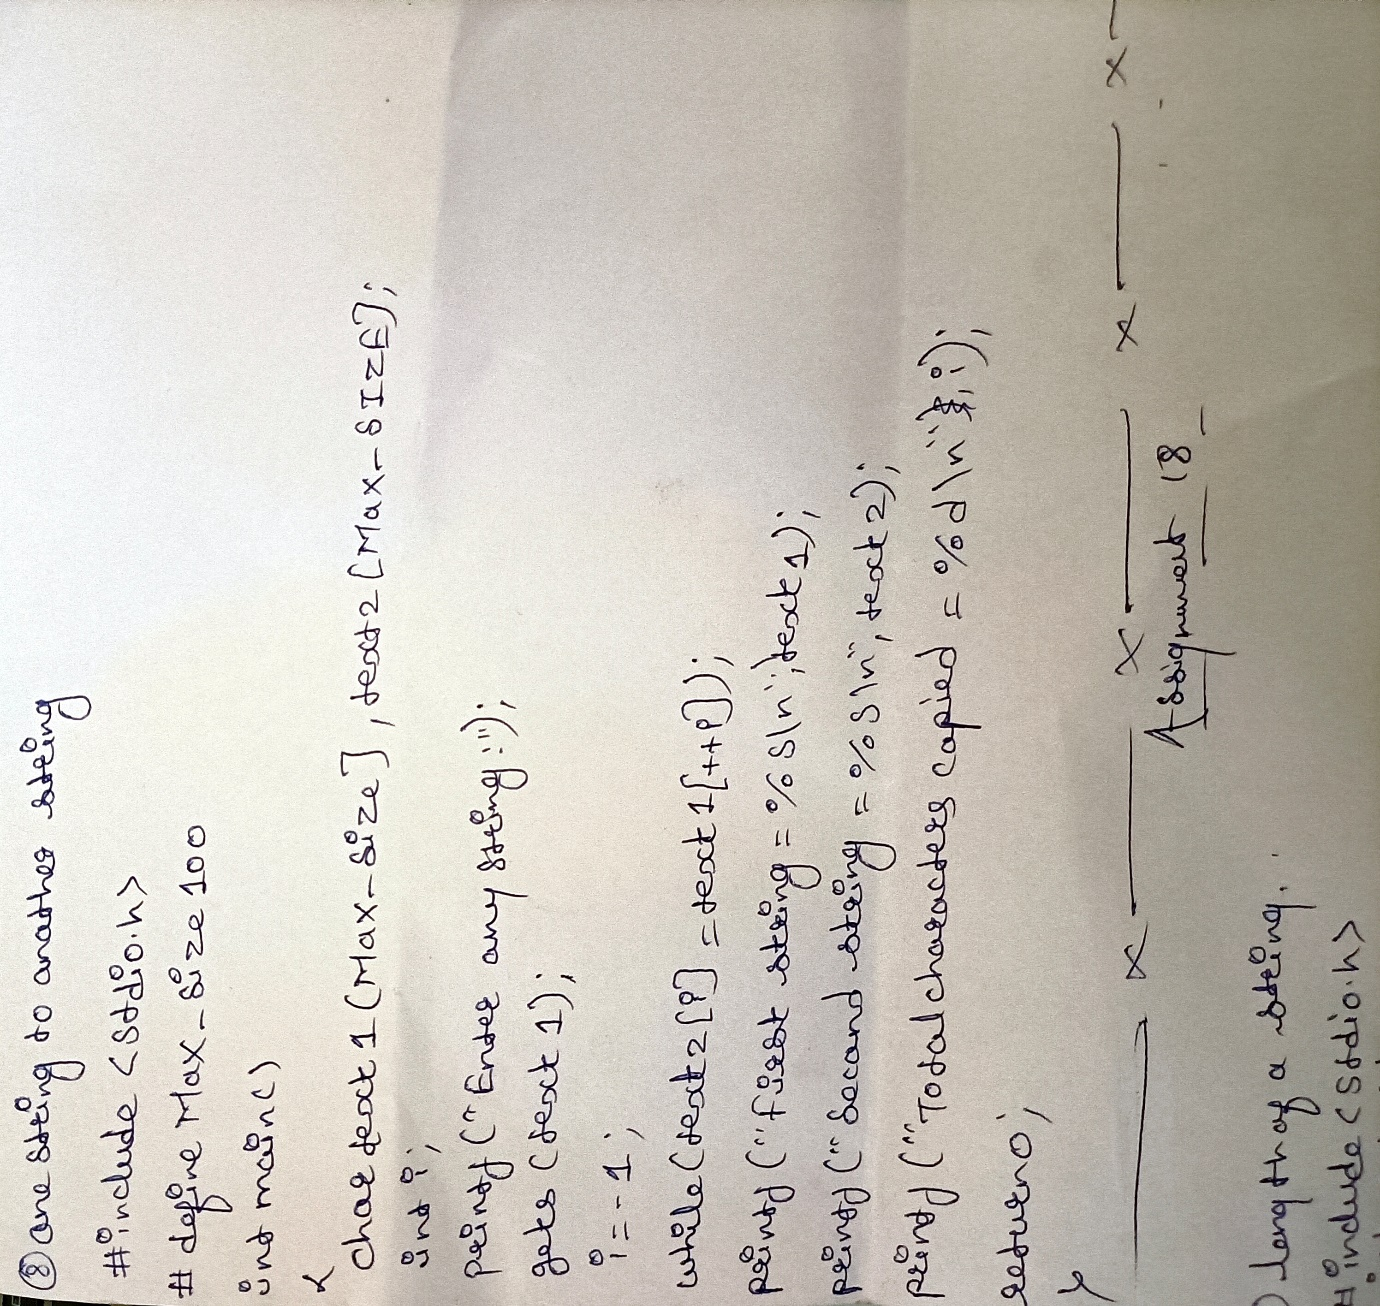 ⑧ one string to another string
#include <stdio.h>
# define Max_Size 100
int main()
{
char text1[Max_Size], text2[Max_SIZE];
int i;
printf("Enter any string:");
gets(text1);
i=-1;
while(text2[i]=text1[++i]);
printf("First string=%s\n",text1);
printf("Second string=%s\n",text2);
printf("Total characters copied=%d\n",i);
return0;
}
x x x x
Assignment 18
length of a string.
#include <stdio.h>